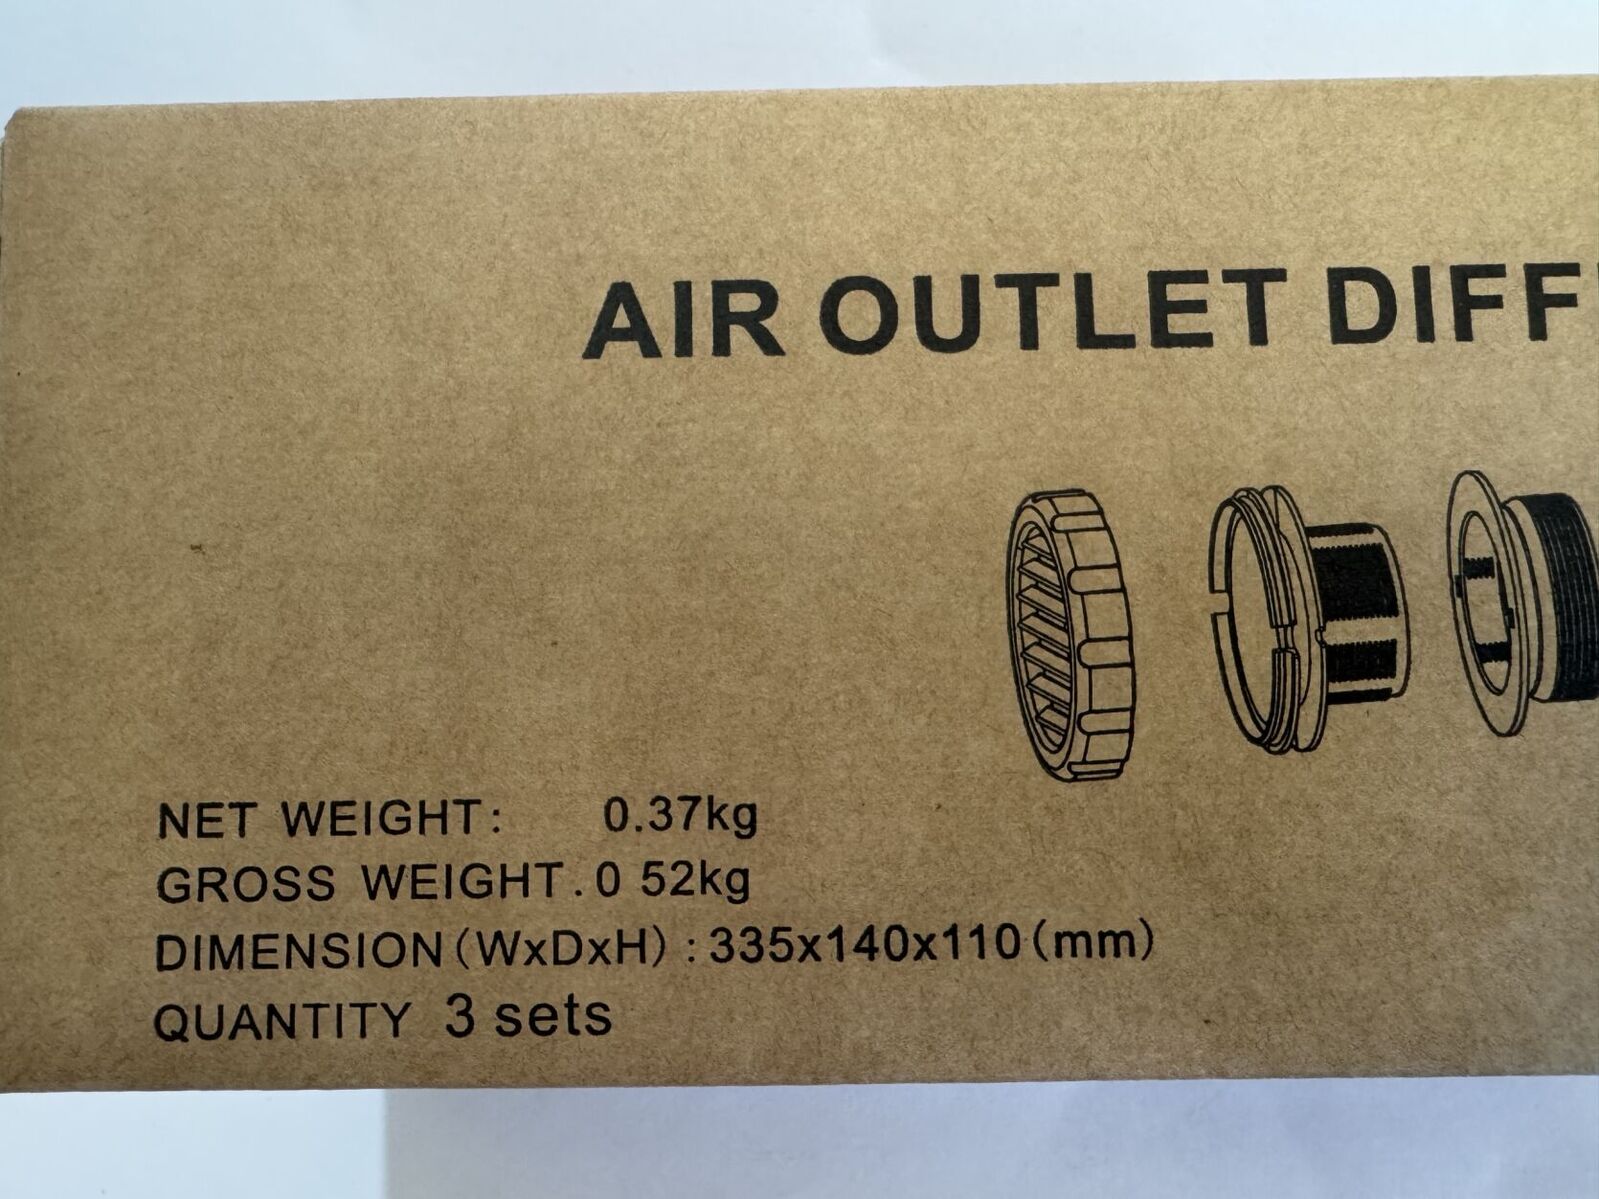 AIR OUTLET DIFF
NET WEIGHT: 0.37kg
GROSS WEIGHT. 0 52kg
DIMENSION (WxDxH) : 335x140x110 (mm)
QUANTITY 3 sets